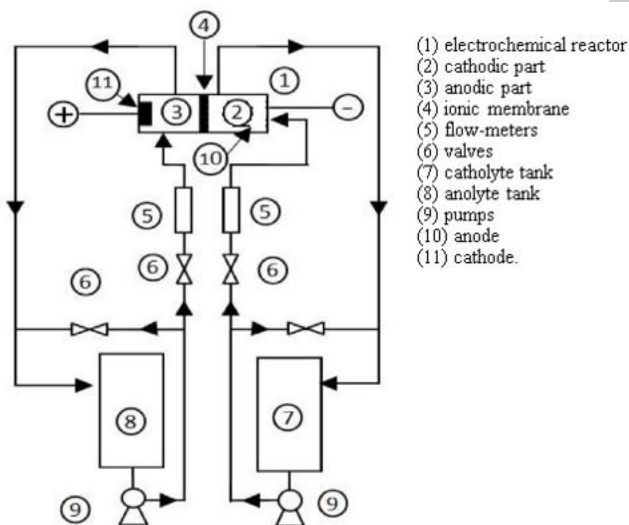 ④
① 
⑪
③
②
+
−
⑩
⑤
⑤
⑥
⑥
⑥
⑧
⑦
⑨
⑨
(1) electrochemical reactor
(2) cathodic part
(3) anodic part
(4) ionic membrane
(5) flow-meters
(6) valves
(7) catholyte tank
(8) anolyte tank
(9) pumps
(10) anode
(11) cathode.